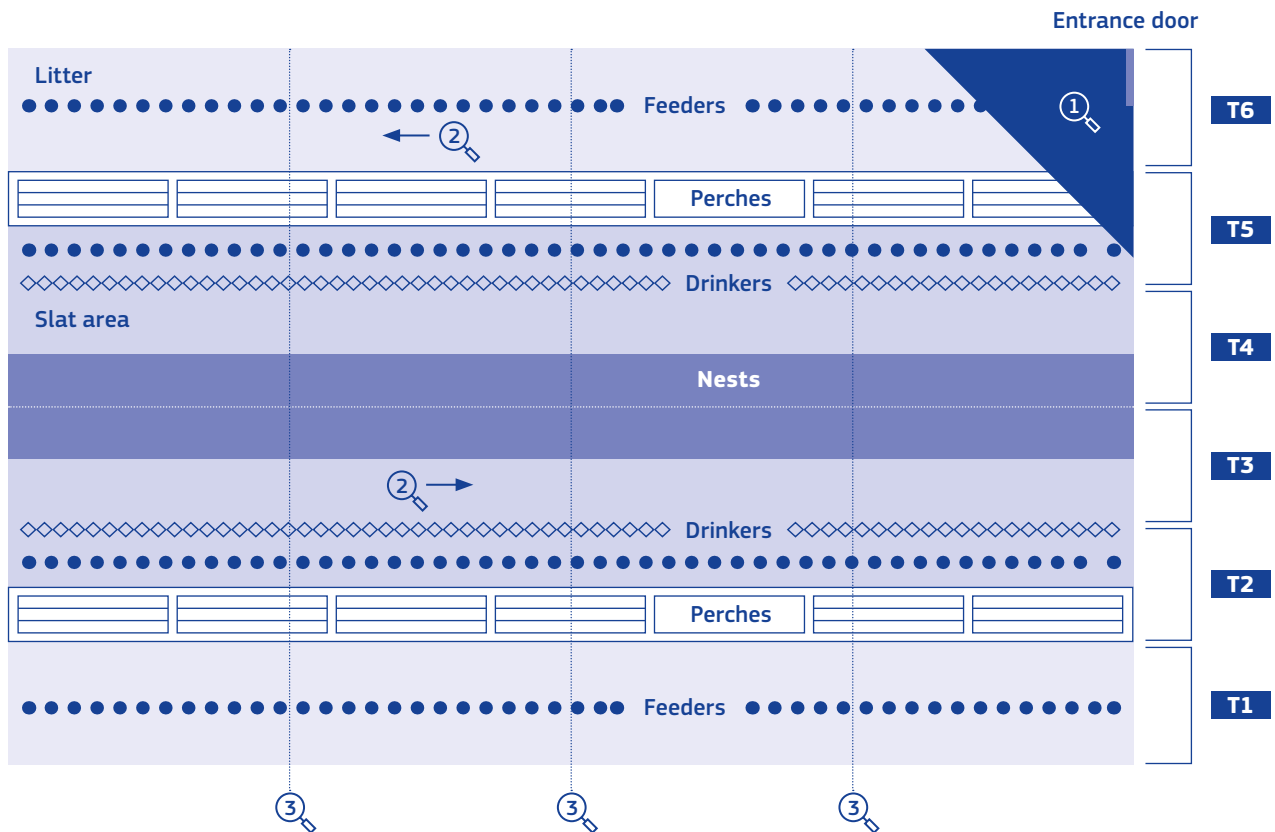 Entrance door
Litter
Feeders
1
T6
2
Perches
T5
Drinkers
Slat area
T4
Nests
T3
2
Drinkers
T2
Perches
Feeders
T1
3 3 3